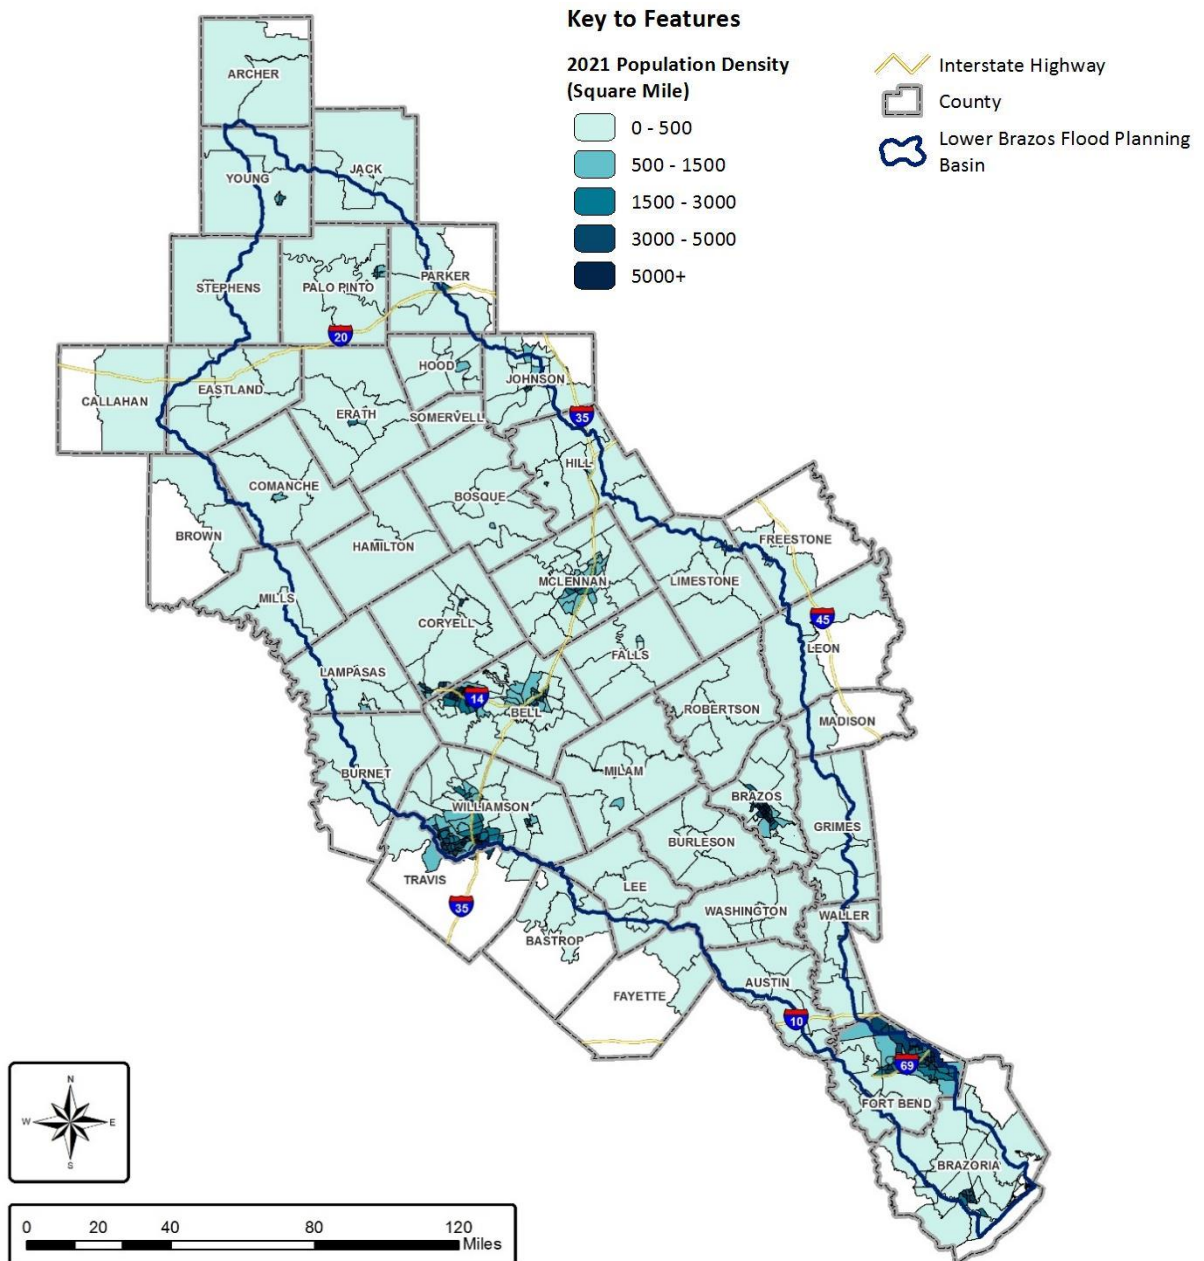 Key to Features
2021 Population Density
(Square Mile)
0 - 500
500 - 1500
1500 - 3000
3000 - 5000
5000+
Interstate Highway
County
Lower Brazos Flood Planning
Basin
ARCHER
JACK
YOUNG
PARKER
STEPHENS
PALO PINTO
20
HOOD
JOHNSON
EASTLAND
CALLAHAN
ERATH
SOMERVELL
35
HILL
COMANCHE
BOSQUE
BROWN
HAMILTON
FREESTONE
MCLENNAN
LIMESTONE
MILLS
CORYELL
45
LEON
FALLS
LAMPASAS
14
BELL
ROBERTSON
MADISON
BURNET
MILAM
BRAZOS
WILLIAMSON
GRIMES
BURLESON
TRAVIS
LEE
35
WASHINGTON
WALLER
BASTROP
AUSTIN
FAYETTE
10
69
FORT BEND
BRAZORIA
N
W
E
S
0 20 40 80 120
Miles